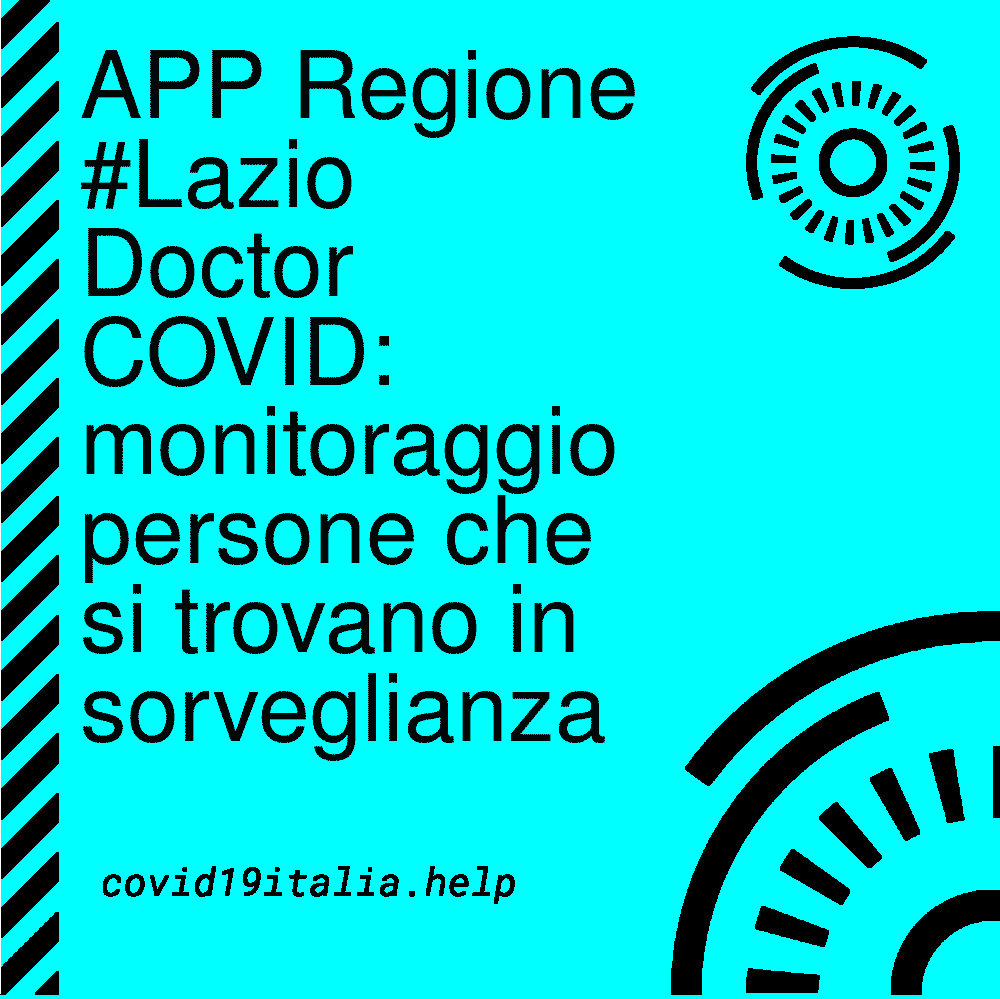 APP Regione
#Lazio
Doctor
COVID:
monitoraggio
persone che
si trovano in
sorveglianza
covid19italia.help